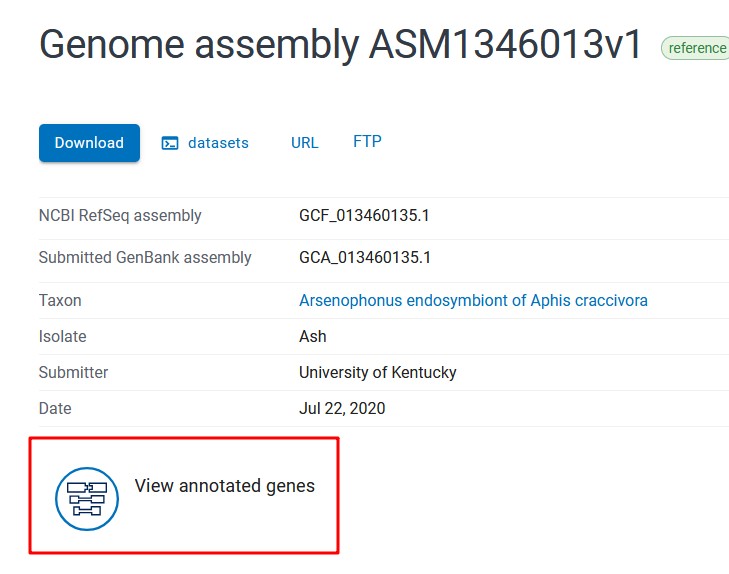 Genome assembly ASM1346013v1 reference
Download datasets URL FTP
NCBI RefSeq assembly GCF_013460135.1
Submitted GenBank assembly GCA_013460135.1
Taxon Arsenophonus endosymbiont of Aphis craccivora
Isolate Ash
Submitter University of Kentucky
Date Jul 22, 2020
View annotated genes